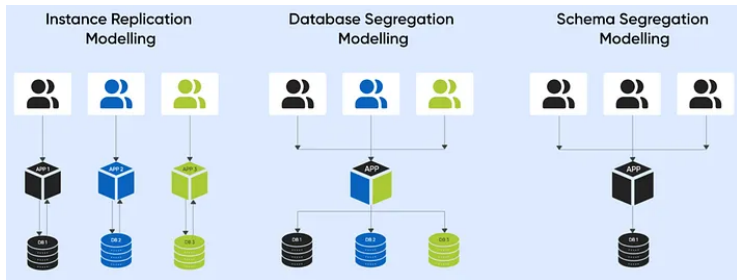 Instance Replication
Modelling
Database Segregation
Modelling
Schema Segregation
Modelling
APP 1
APP 2
APP 3
APP
APP
DB 1
DB 2
DB 3
DB 1
DB 2
DB 3
DB 1